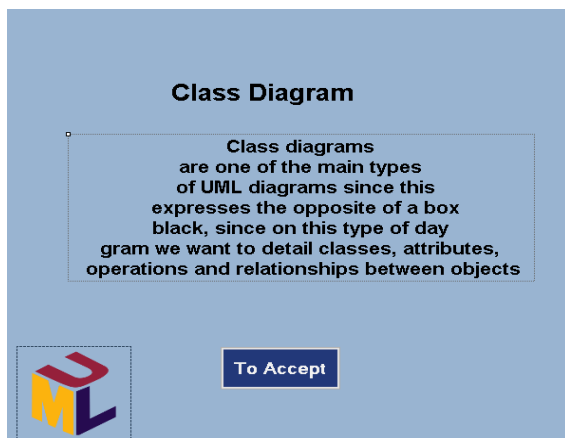 Class Diagram
Class diagrams
are one of the main types
of UML diagrams since this
expresses the opposite of a box
black, since on this type of day
gram we want to detail classes, attributes,
operations and relationships between objects
To Accept
UML